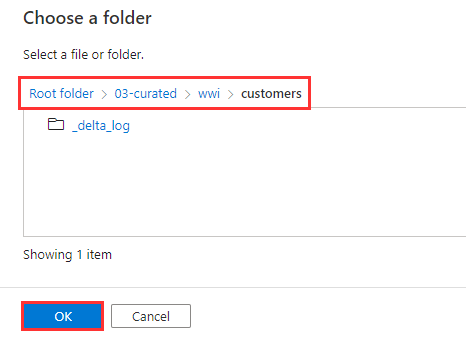 Choose a folder
Select a file or folder.
Root folder > 03-curated > wwi > customers
_delta_log
Showing 1 item
OK Cancel